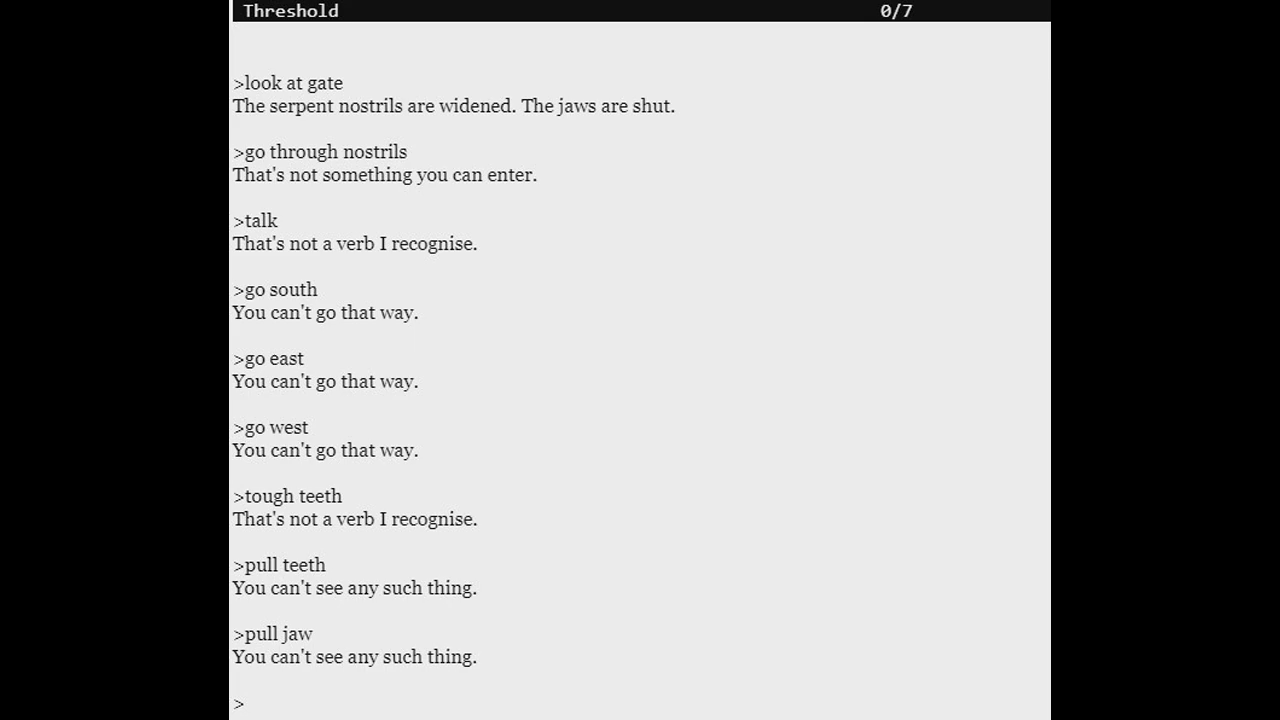 Threshold 0/7
>look at gate
The serpent nostrils are widened. The jaws are shut.
>go through nostrils
That's not something you can enter.
>talk
That's not a verb I recognise.
>go south
You can't go that way.
>go east
You can't go that way.
>go west
You can't go that way.
>tough teeth
That's not a verb I recognise.
>pull teeth
You can't see any such thing.
>pull jaw
You can't see any such thing.
>